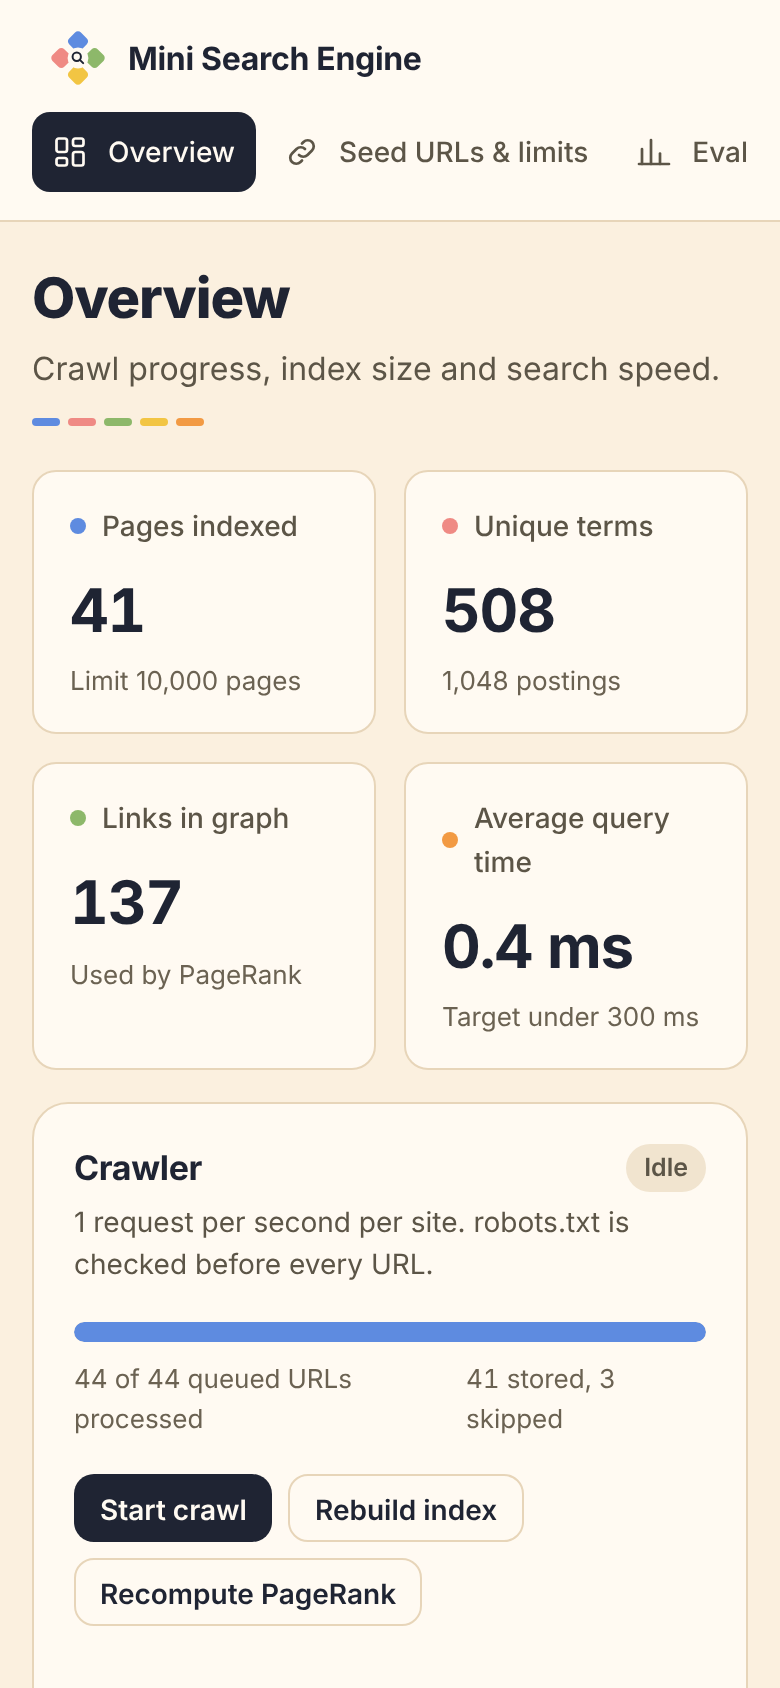 Mini Search Engine
Overview
Seed URLs & limits
Eval
Overview
Crawl progress, index size and search speed.
Pages indexed
41
Limit 10,000 pages
Unique terms
508
1,048 postings
Links in graph
137
Used by PageRank
Average query
time
0.4 ms
Target under 300 ms
Crawler
Idle
1 request per second per site. robots.txt is
checked before every URL.
44 of 44 queued URLs
processed
41 stored, 3
skipped
Start crawl
Rebuild index
Recompute PageRank